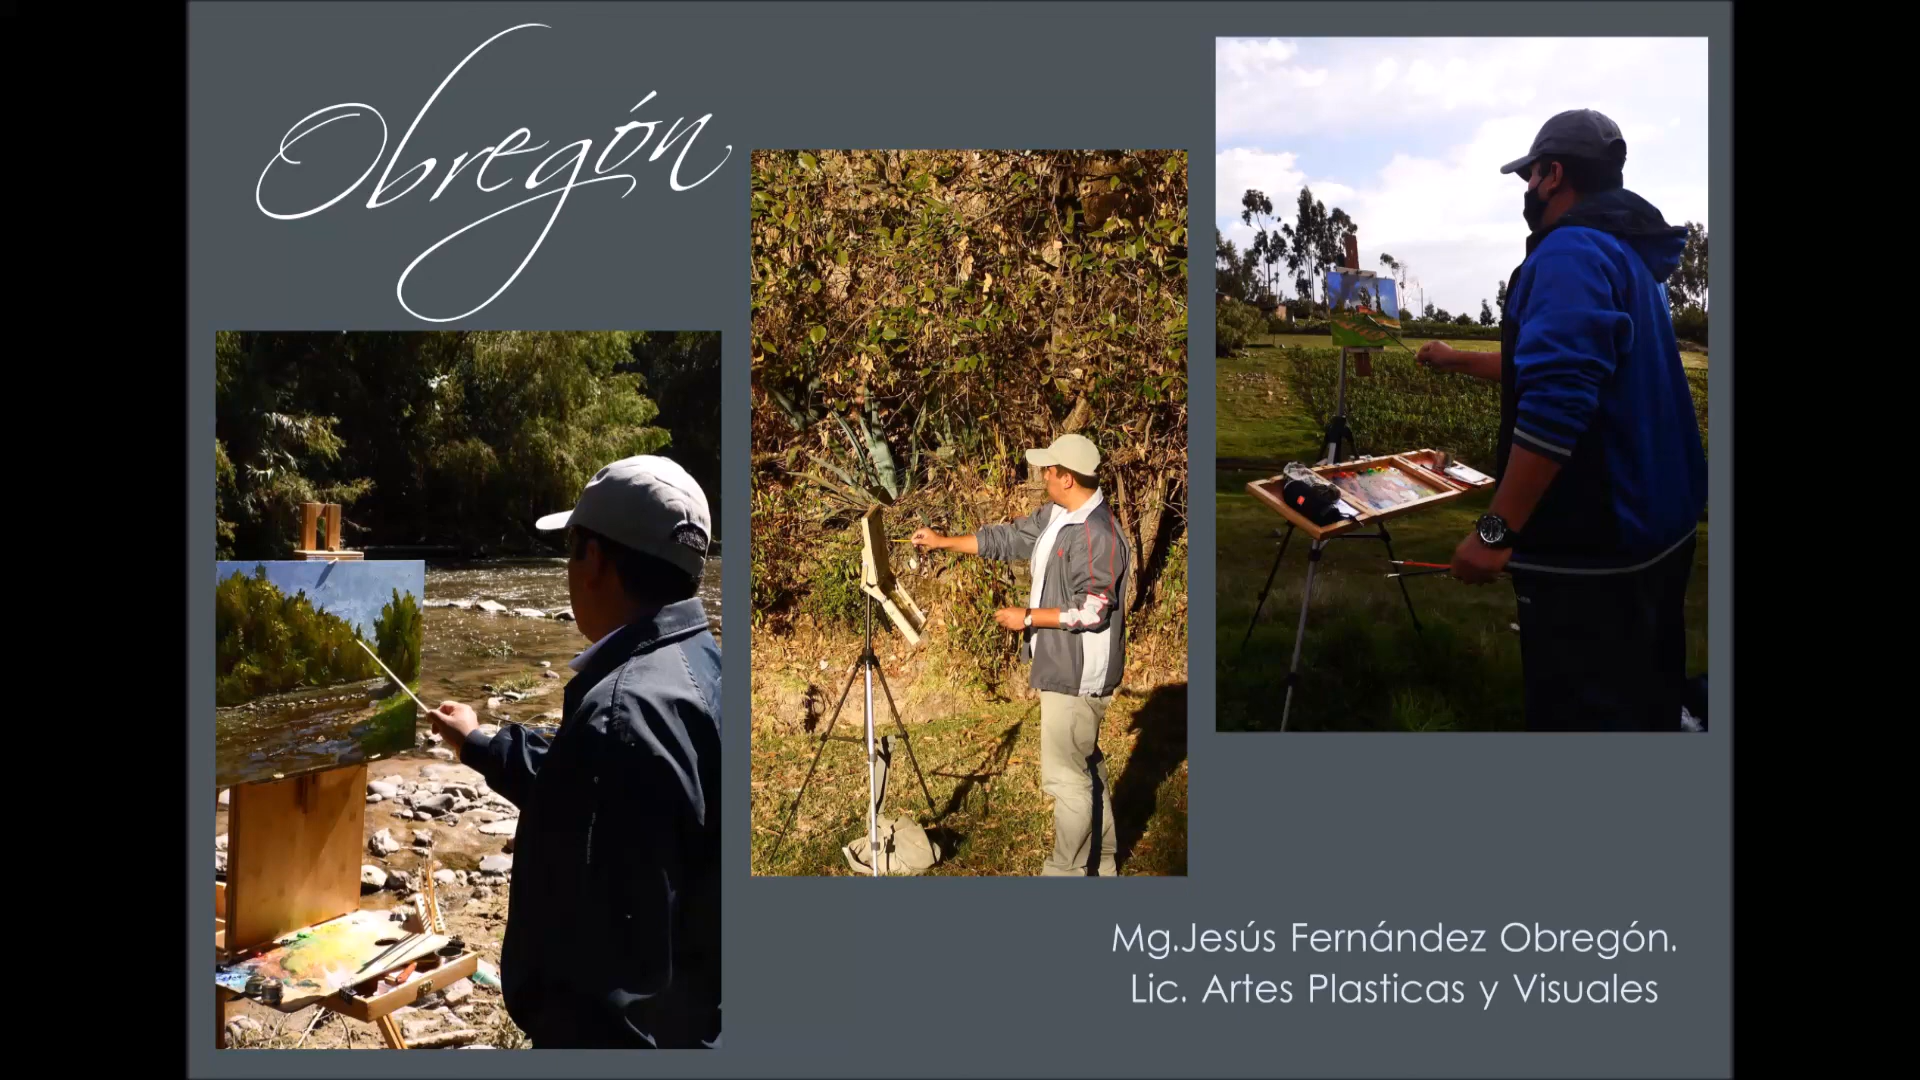 Obregón
Mg.Jesús Fernández Obregón.
Lic. Artes Plasticas y Visuales